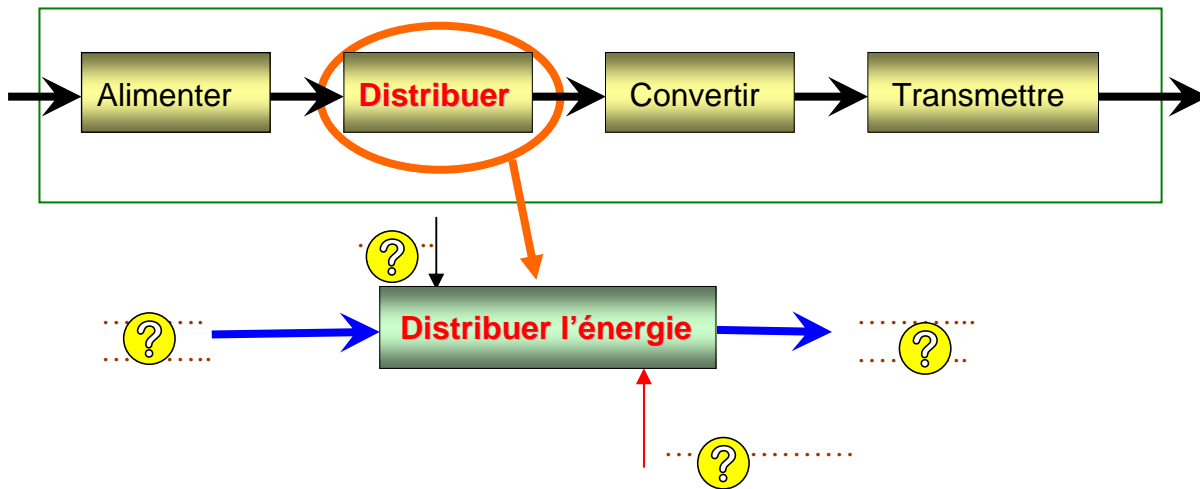 Alimenter
Distribuer
Convertir
Transmettre
?
Distribuer l’énergie
?
?
?